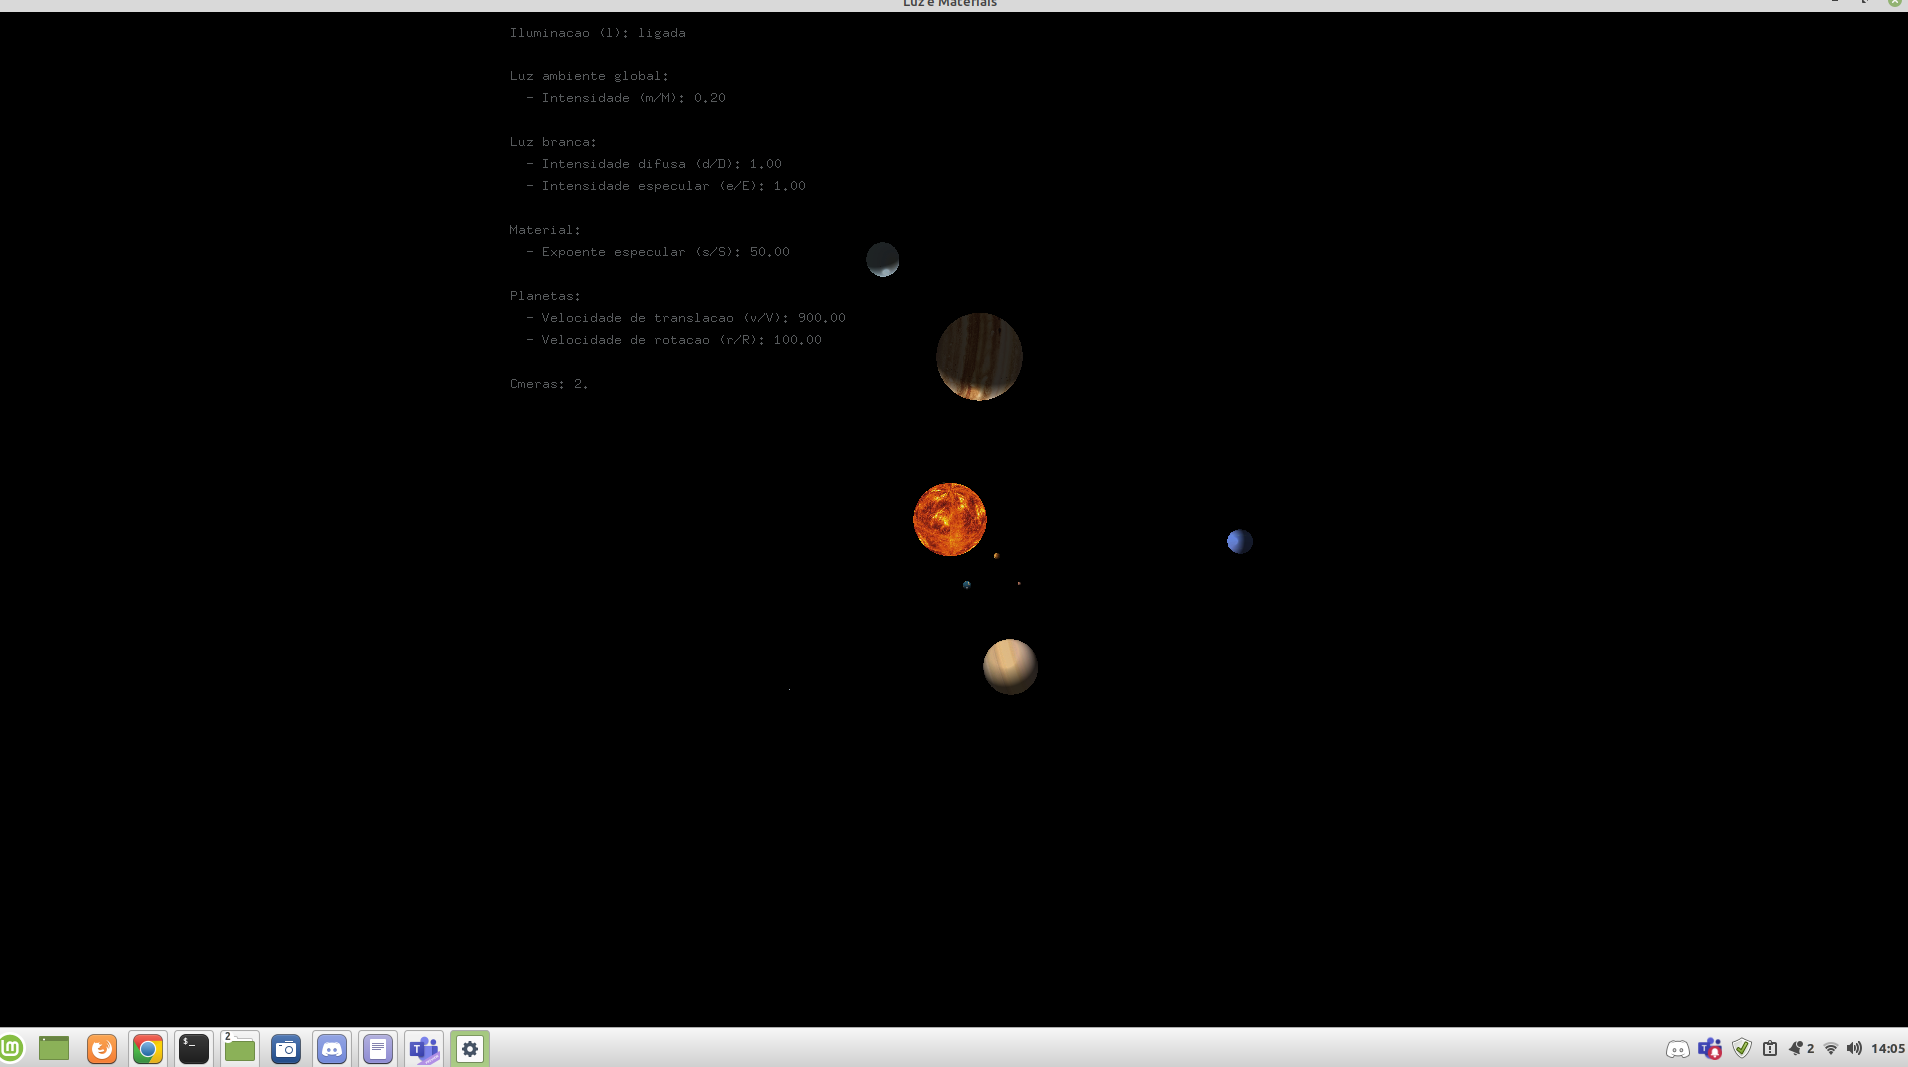 Luz e Materiais
Iluminacao (l): ligada
Luz ambiente global:
- Intensidade (m/M): 0.20
Luz branca:
- Intensidade difusa (d/D): 1.00
- Intensidade especular (e/E): 1.00
Material:
- Expoente especular (s/S): 50.00
Planetas:
- Velocidade de translacao (v/V): 900.00
- Velocidade de rotacao (r/R): 100.00
Cmeras: 2.
$_
2
T
T
2
14:05